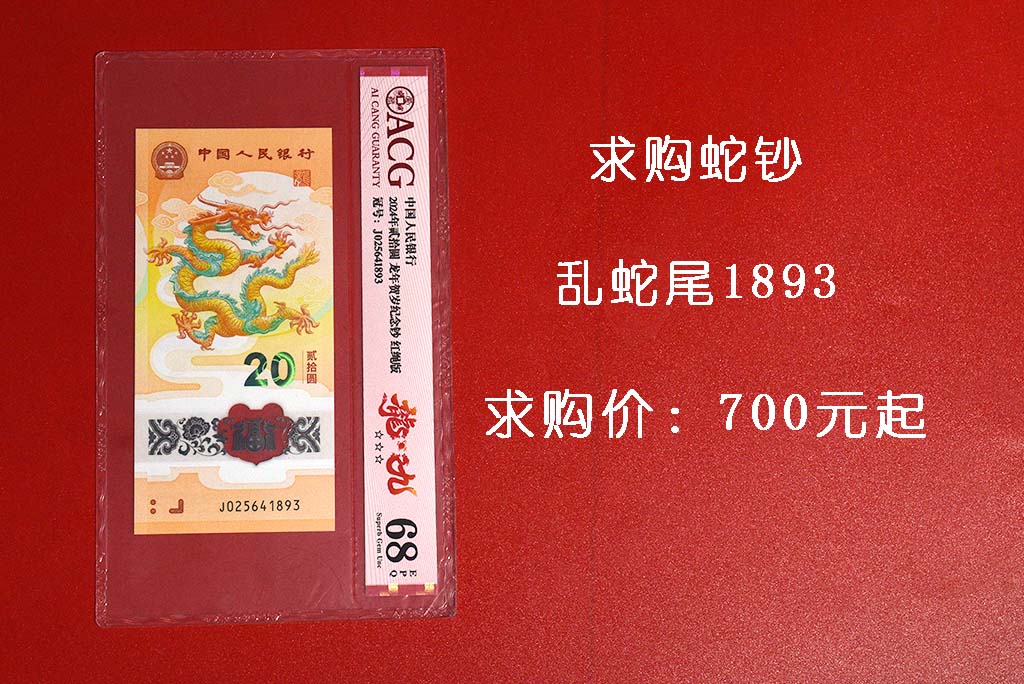 中国人民银行
20
贰拾圆
J025641893
ACG
AI CANG GUARANTY
中国人民银行
2024年贰拾圆 龙年贺岁纪念钞 红绳版
冠号：J025641893
☆☆☆
68
EPQ
Superb Gem Unc
求购蛇钞
乱蛇尾1893
求购价：700元起